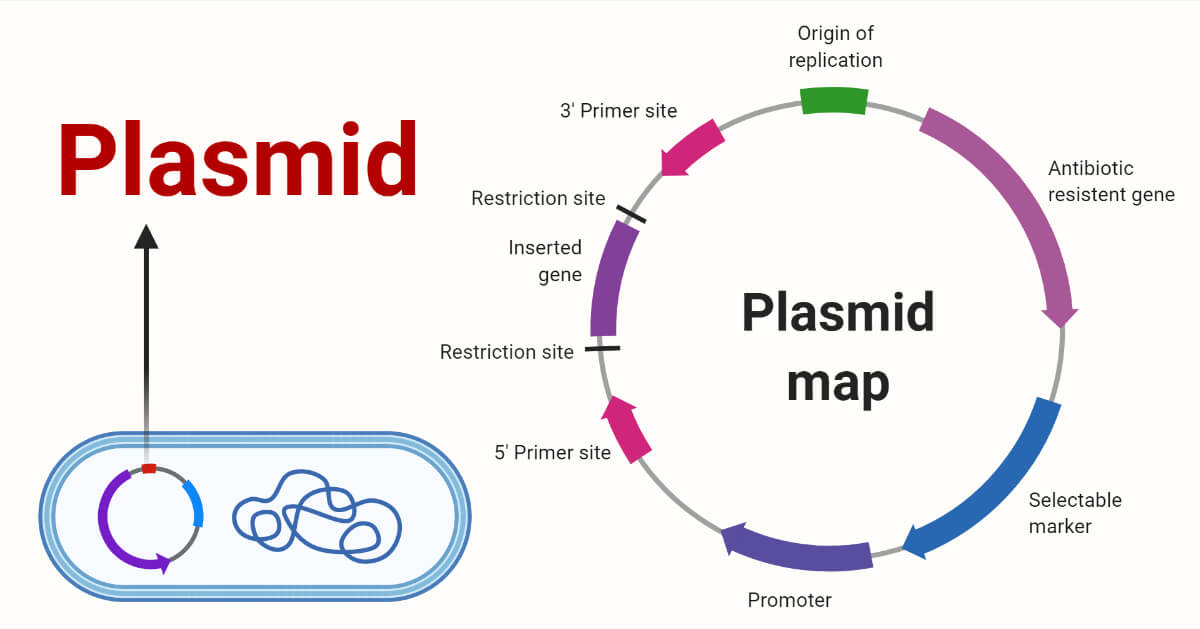 Plasmid
Origin of
replication
3' Primer site
Antibiotic
resistent gene
Restriction site
Inserted
gene
Plasmid
map
Restriction site
5' Primer site
Selectable
marker
Promoter